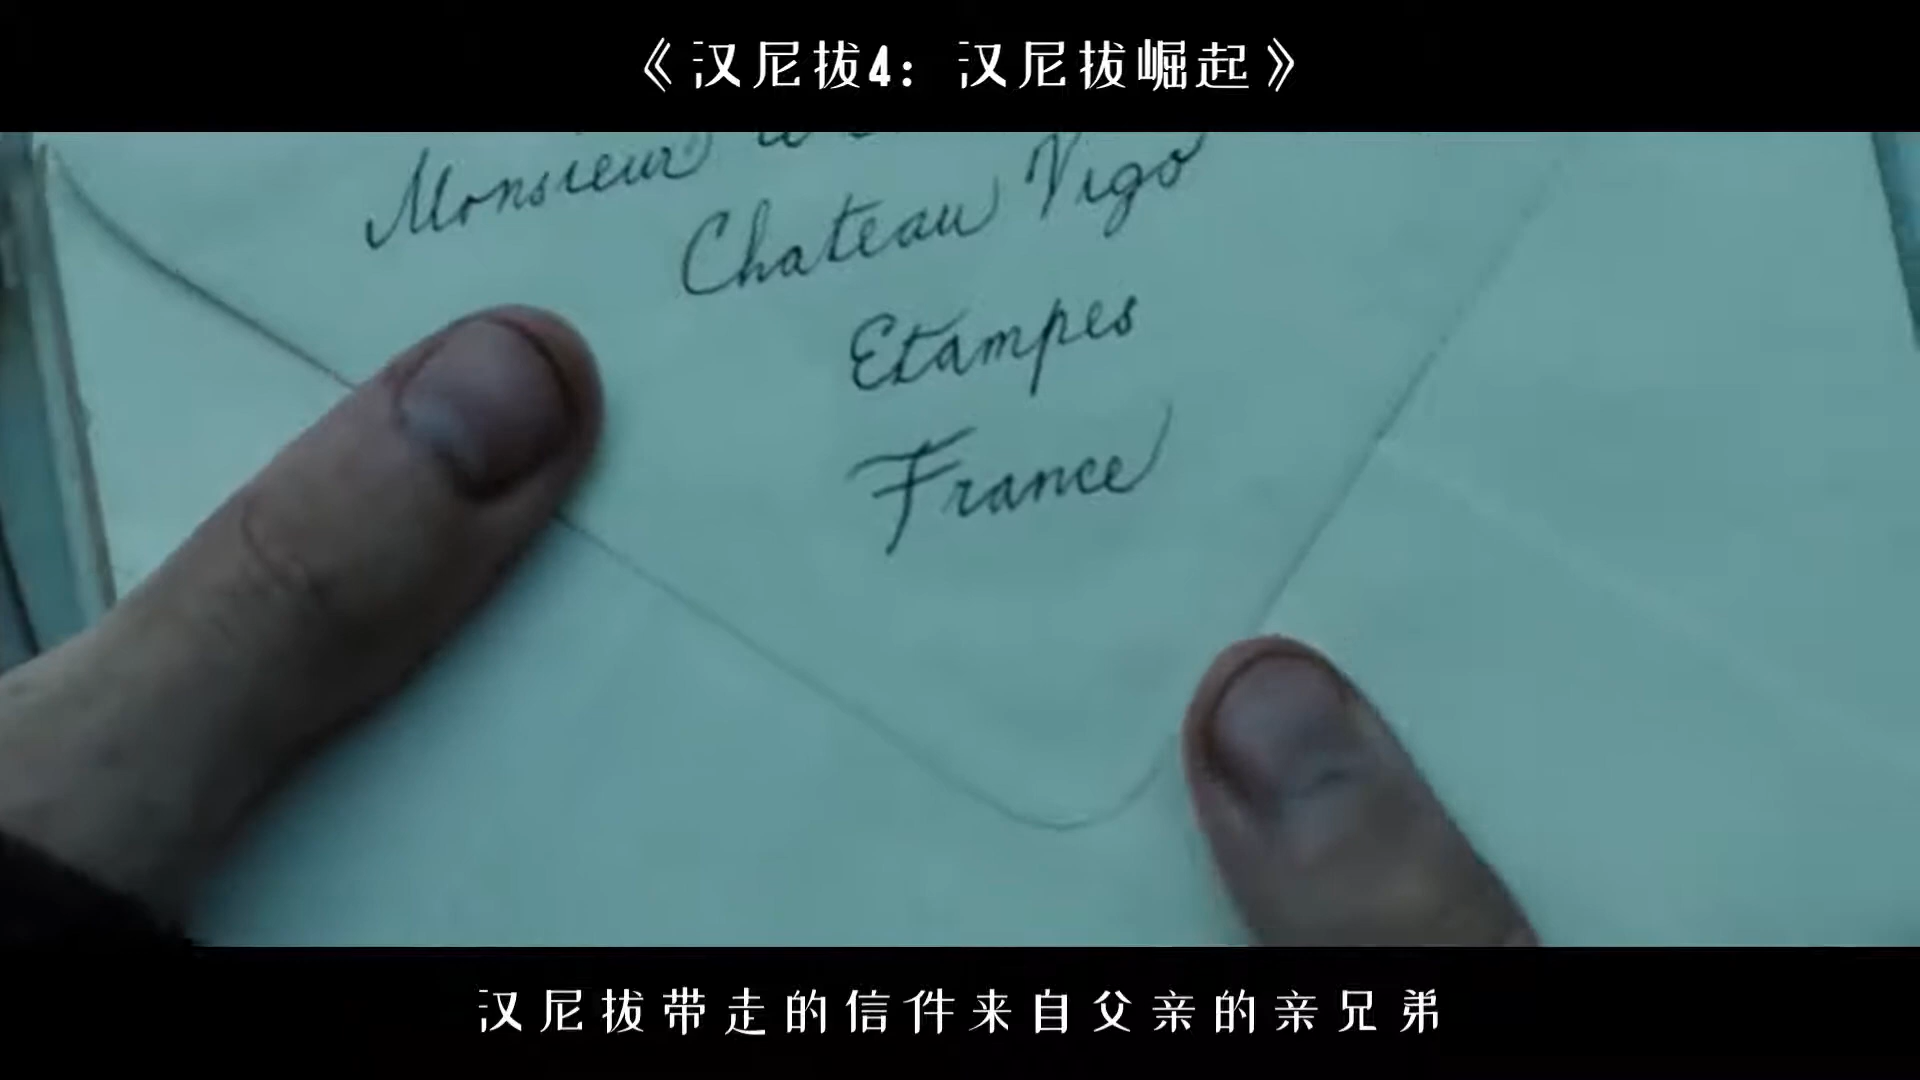 《汉尼拔4：汉尼拔崛起》
Monsieur
Chateau Vigo
Etampes
France
汉尼拔带走的信件来自父亲的亲兄弟